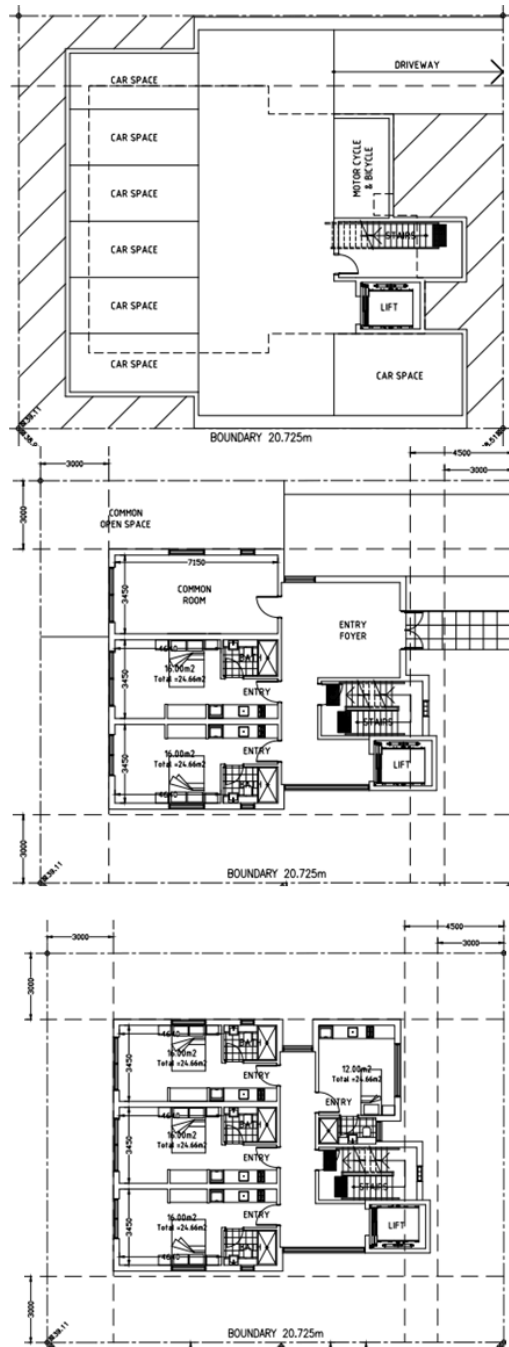 DRIVEWAY
CAR SPACE
CAR SPACE
CAR SPACE
CAR SPACE
CAR SPACE
CAR SPACE
MOTOR CYCLE
& BICYCLE
STAIRS
LIFT
CAR SPACE
BOUNDARY 20.725m
3000
4500
3000
3000
COMMON
OPEN SPACE
7150
3450
COMMON
ROOM
ENTRY
FOYER
BATH
3450
16.00m2
Total =24.66m2
ENTRY
STAIRS
ENTRY
3450
16.00m2
Total =24.66m2
BATH
LIFT
3000
BOUNDARY 20.725m
3000
4500
3000
3000
BATH
3450
16.00m2
Total =24.66m2
ENTRY
12.00m2
Total =24.66m2
ENTRY
BATH
3450
16.00m2
Total =24.66m2
ENTRY
STAIRS
ENTRY
3450
16.00m2
Total =24.66m2
BATH
LIFT
3000
BOUNDARY 20.725m